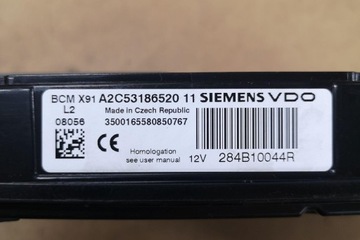 BCM X91 A2C53186520 11 SIEMENS VDO
L2 Made in Czech Republic
08056 3500165580850767
CE Homologation
see user manual 12V 284B10044R